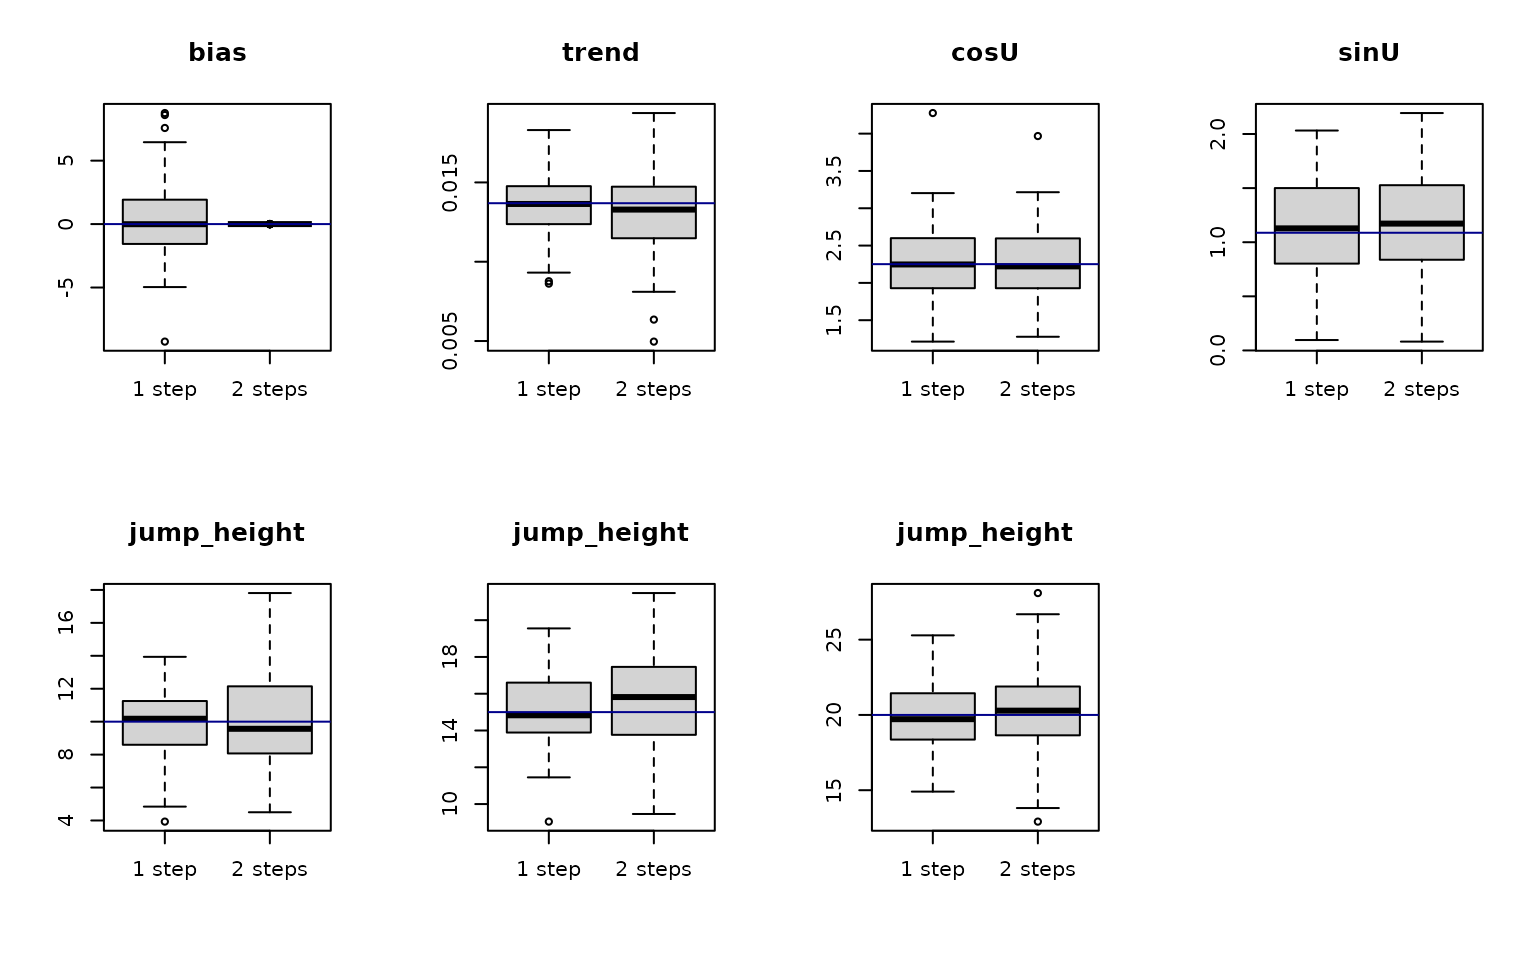 bias
trend
cosU
sinU
5
0
-5
1 step
2 steps
0.015
0.005
1 step
2 steps
3.5
2.5
1.5
1 step
2 steps
2.0
1.0
0.0
1 step
2 steps
jump_height
jump_height
jump_height
16
12
8
4
1 step
2 steps
18
14
10
1 step
2 steps
25
20
15
1 step
2 steps